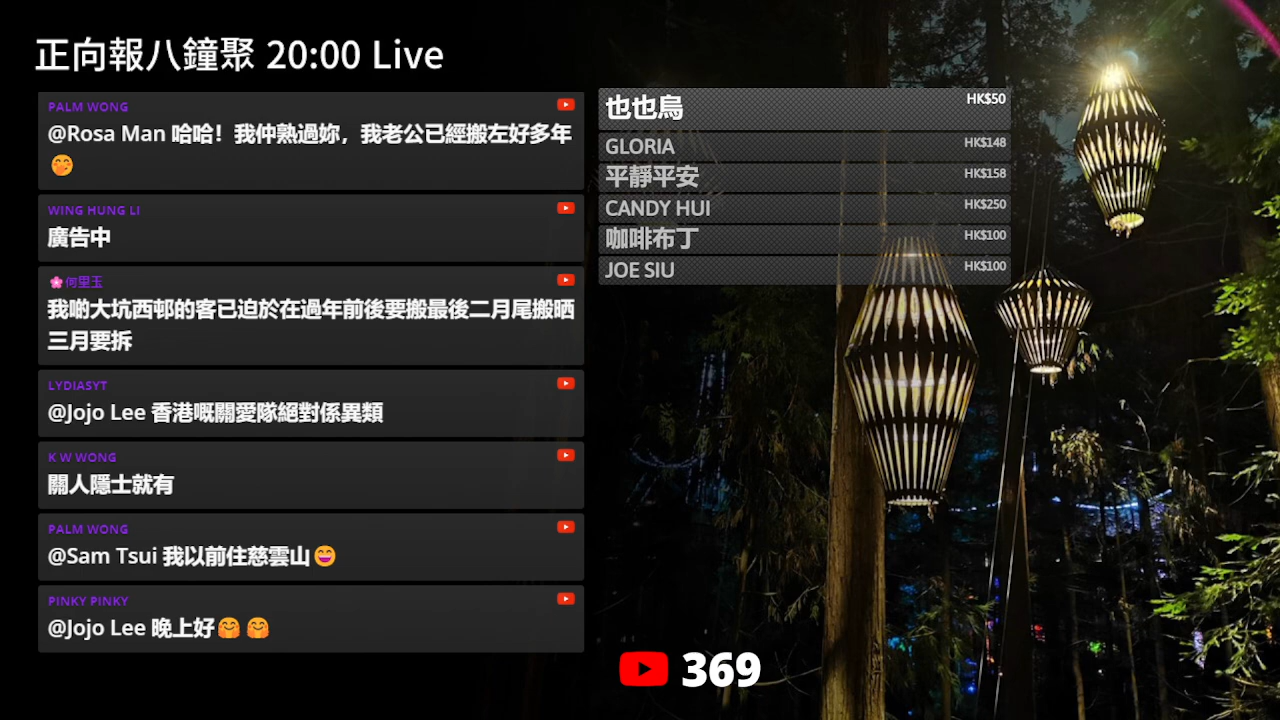 正向報八鐘聚 20:00 Live
PALM WONG
@Rosa Man 哈哈！我仲熟過妳，我老公已經搬左好多年
🤭
WING HUNG LI
廣告中
🌸何里玉
我啲大坑西邨的客已迫於在過年前後要搬最後二月尾搬晒
三月要拆
LYDIASYT
@Jojo Lee 香港嘅關愛隊絕對係異類
K W WONG
關人隱士就有
PALM WONG
@Sam Tsui 我以前住慈雲山😄
PINKY PINKY
@Jojo Lee 晚上好🤗 🤗
也也烏 HK$50
GLORIA HK$148
平靜平安 HK$158
CANDY HUI HK$250
咖啡布丁 HK$100
JOE SIU HK$100
369